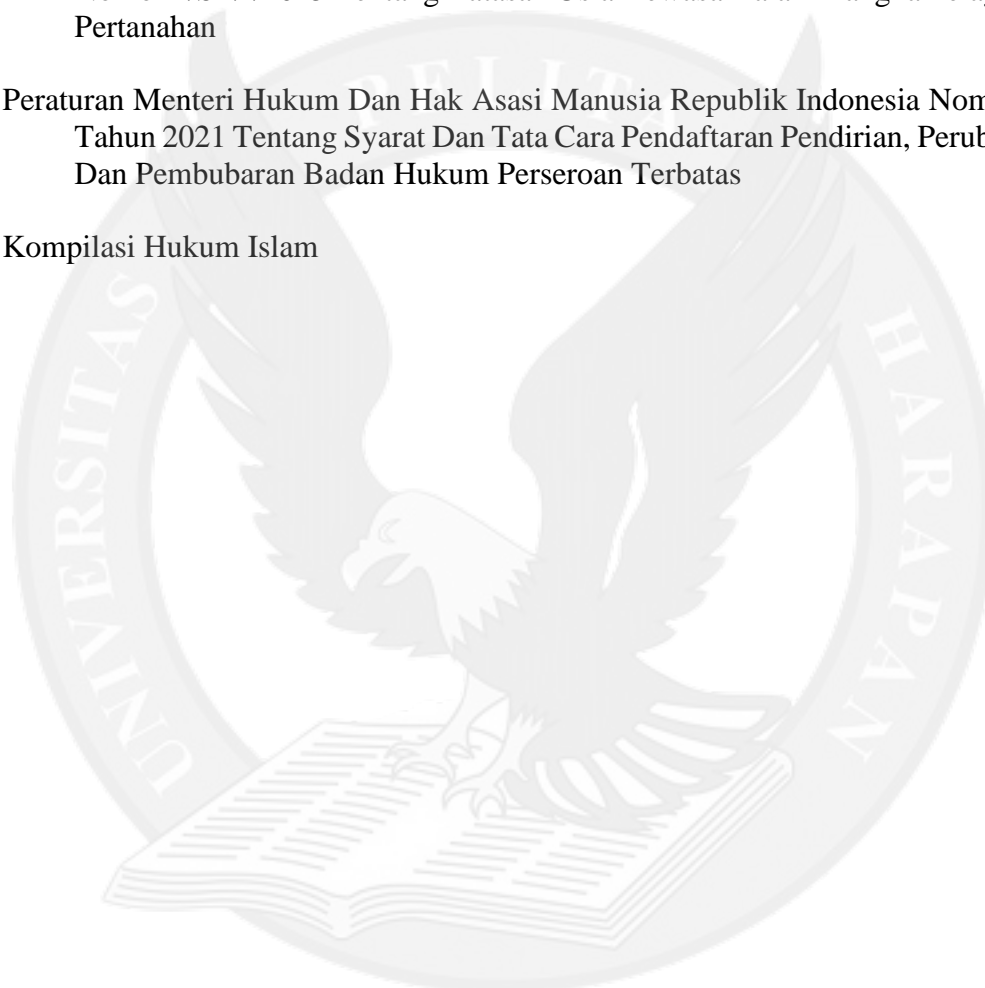 Pertanahan
Peraturan Menteri Hukum Dan Hak Asasi Manusia Republik Indonesia
Tahun 2021 Tentang Syarat Dan Tata Cara Pendaftaran Pendirian,
Dan Pembubaran Badan Hukum Perseroan Terbatas
Kompilasi Hukum Islam
UNIVERSITAS
PELITA
HARAPAN